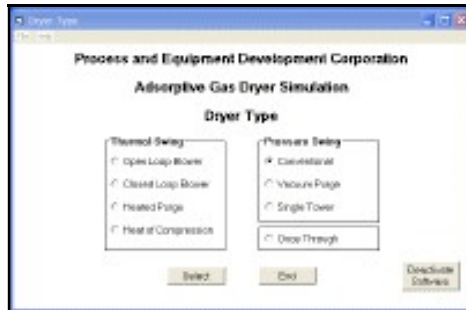 Dryer Type
File Help
Process and Equipment Development Corporation
Adsorptive Gas Dryer Simulation
Dryer Type
Thermal Swing
Open Loop Blower
Closed Loop Blower
Heated Purge
Heat of Compression
Pressure Swing
Conventional
Vacuum Purge
Single Tower
Once Through
Select
End
Deactivate
Software